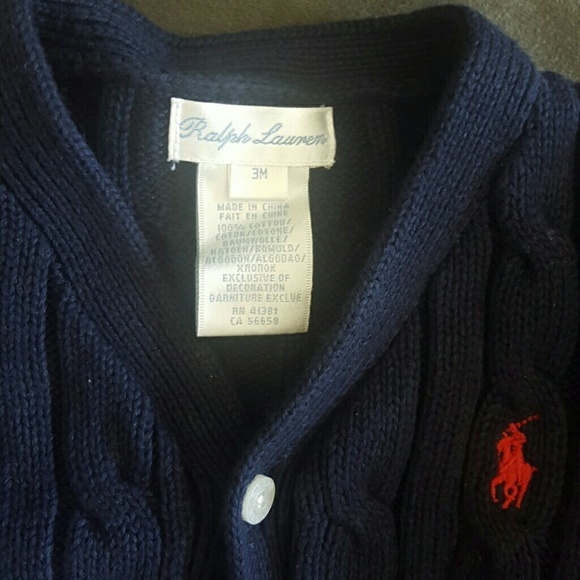 Ralph Lauren
3M
MADE IN CHINA
FAIT EN CHINE
100% COTTON/
COTON/COTONE/
BAUMWOLLE/
KATOEN/BOMULD/
ALGODON/ALGODAO/
ХЛОПОК
EXCLUSIVE OF
DECORATION
GARNITURE EXCLUE
RN 41381
CA 56658